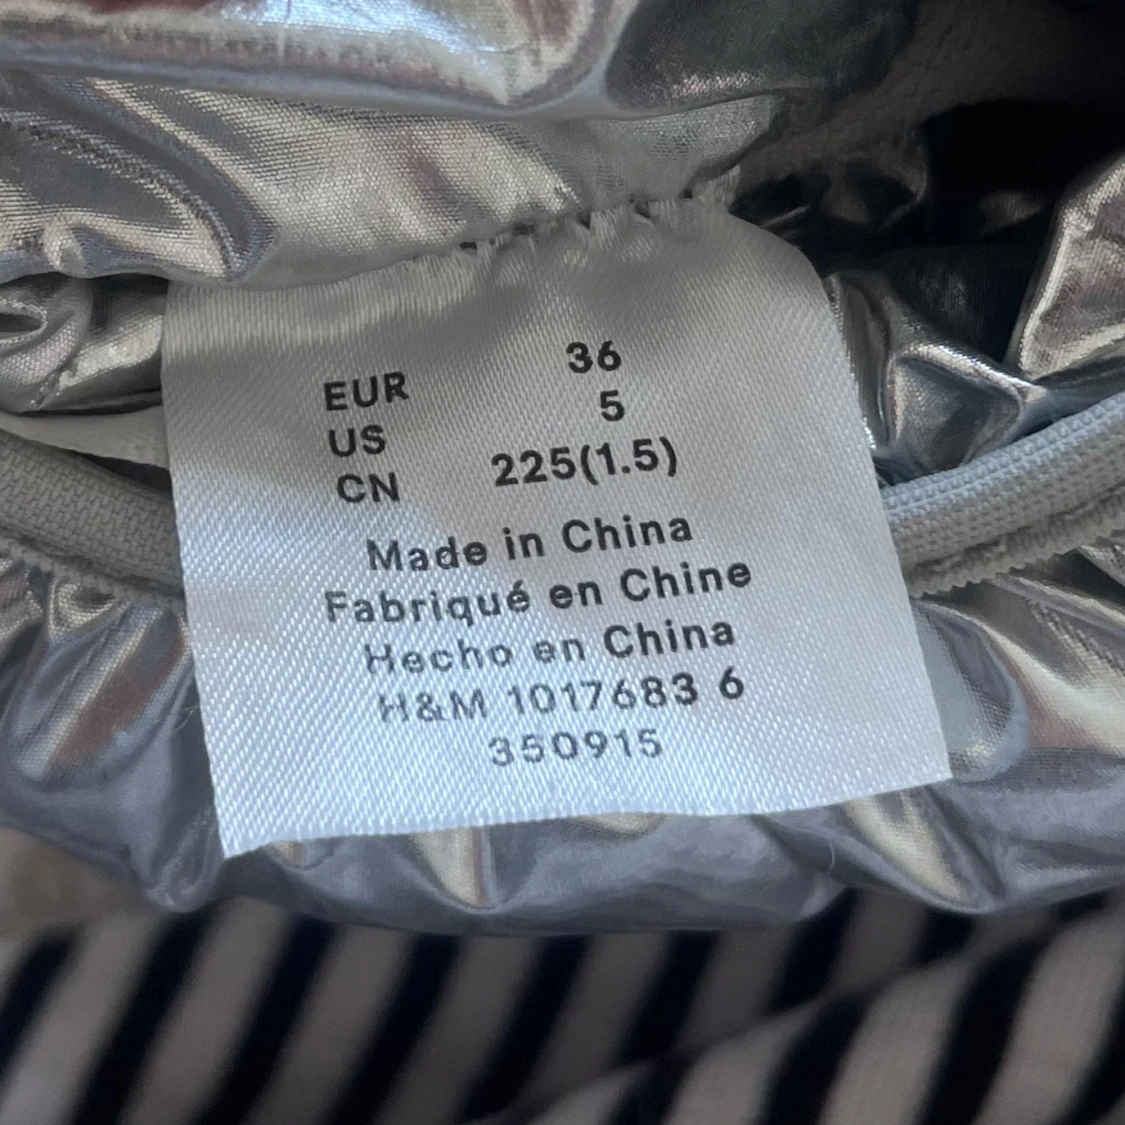 EUR 36
US 5
CN 225(1.5)
Made in China
Fabriqué en Chine
Hecho en China
H&M 1017683 6
350915